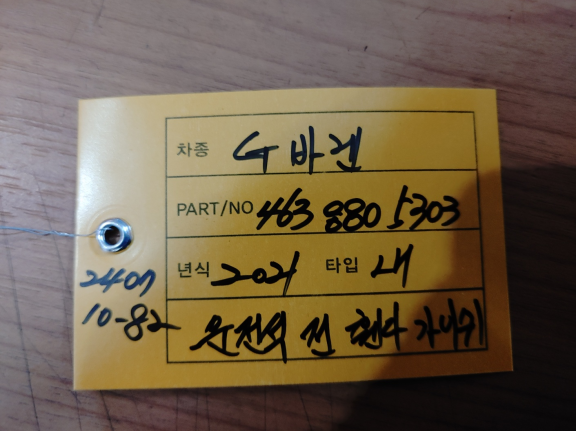 차종 G 바겐
PART/NO 463 880 5303
년식 2021 타입 내
운전석 전 휀다 가니쉬
2407
10-82